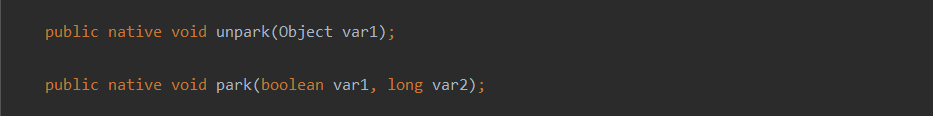 public native void unpark(Object var1);
public native void park(boolean var1, long var2);